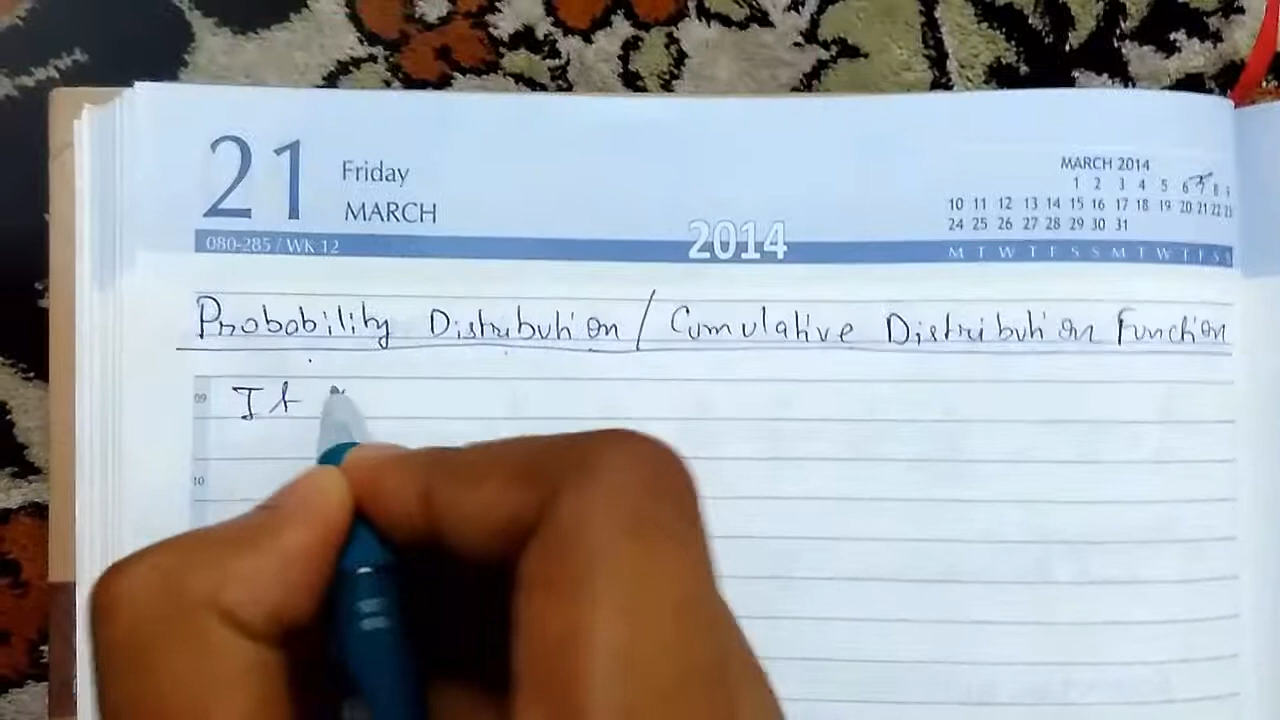 21
Friday
MARCH
080-285 / WK 12
2014
MARCH 2014
1 2 3 4 5 6 7 8 9
10 11 12 13 14 15 16 17 18 19 20 21 22 23
24 25 26 27 28 29 30 31
M T W T F S S M T W T F S S
Probability Distribution / Cumulative Distribution Function
09
It
10